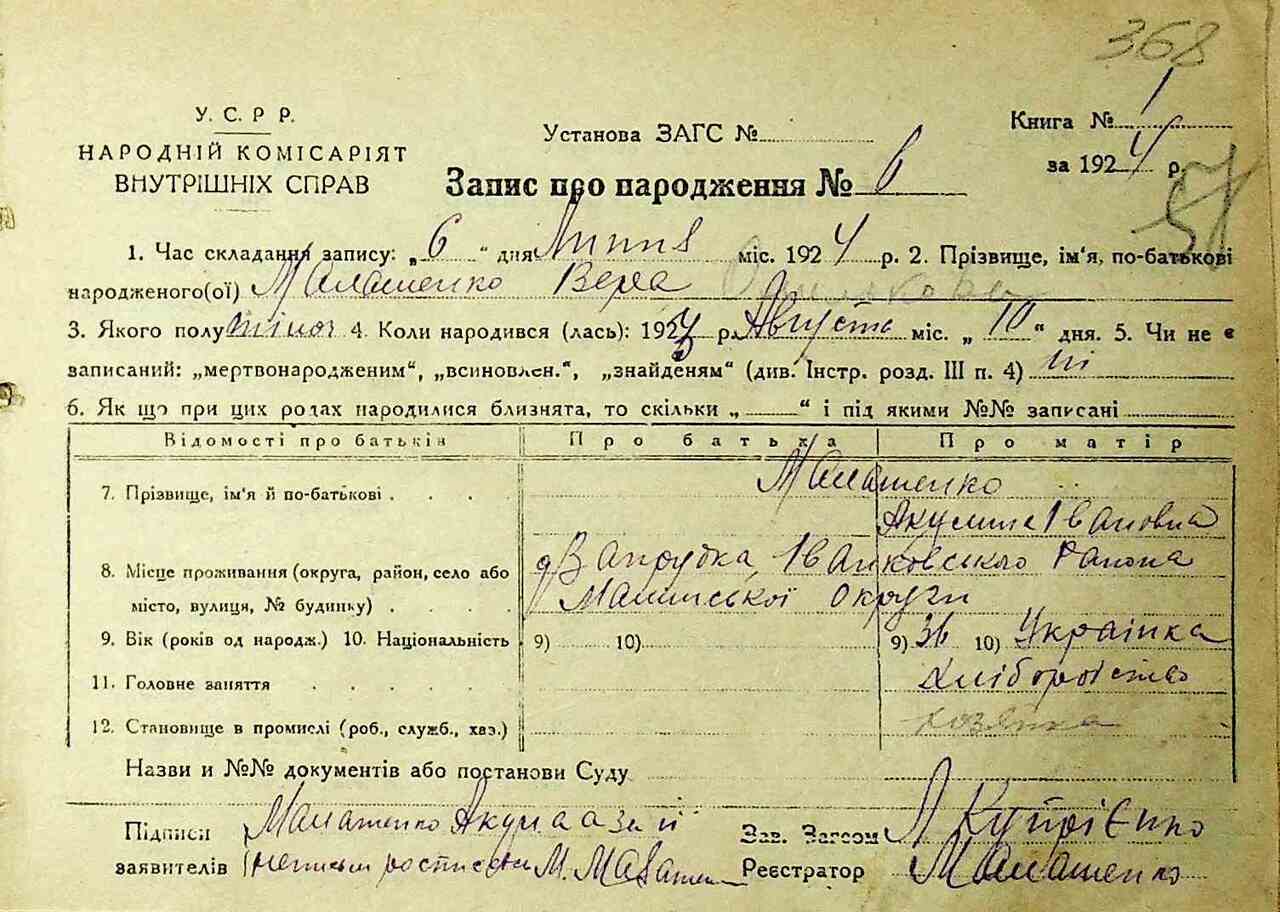 368
У. С. Р Р.
НАРОДНІЙ КОМІСАРІЯТ
ВНУТРІШНІХ СПРАВ
Установа ЗАГС №
Книга № 1
за 1924 р.
Запис про народження № 6
51
1. Час складання запису: „6“ дня Липня міс. 1924 р. 2. Прізвище, ім'я, по-батькові
народженого(ої) Малашенко Вера
3. Якого полу жіноч 4. Коли народився (лась): 1923 р. Августа міс. „10“ дня. 5. Чи не є
записаний: „мертвонародженим“, „всиновлен.“, „знайденям“ (див. Інстр. розд. III п. 4) ні
6. Як що при цих родах народилися близнята, то скільки „ “ і під якими №№ записані
Відомості про батьків Про батька Про матір
7. Прізвище, ім'я й по-батькові . . . . Малашенко
Акулина Івановна
8. Місце проживання (округа, район, село або д Запрудка, Іванковського Района
місто, вулиця, № будинку) . . . . Малинської Округи
9. Вік (років од народж.) 10. Національність 9) 10) 9) 36 10) Українка
11. Головне заняття . . . . . Хліборобство
12. Становище в промислі (роб., служб., хаз.) хозяйка
Назви и №№ документів або постанови Суду
Підписи Малашенко Зав. Загсом Л Купрієнко
заявителів М. Реєстратор Малашенко